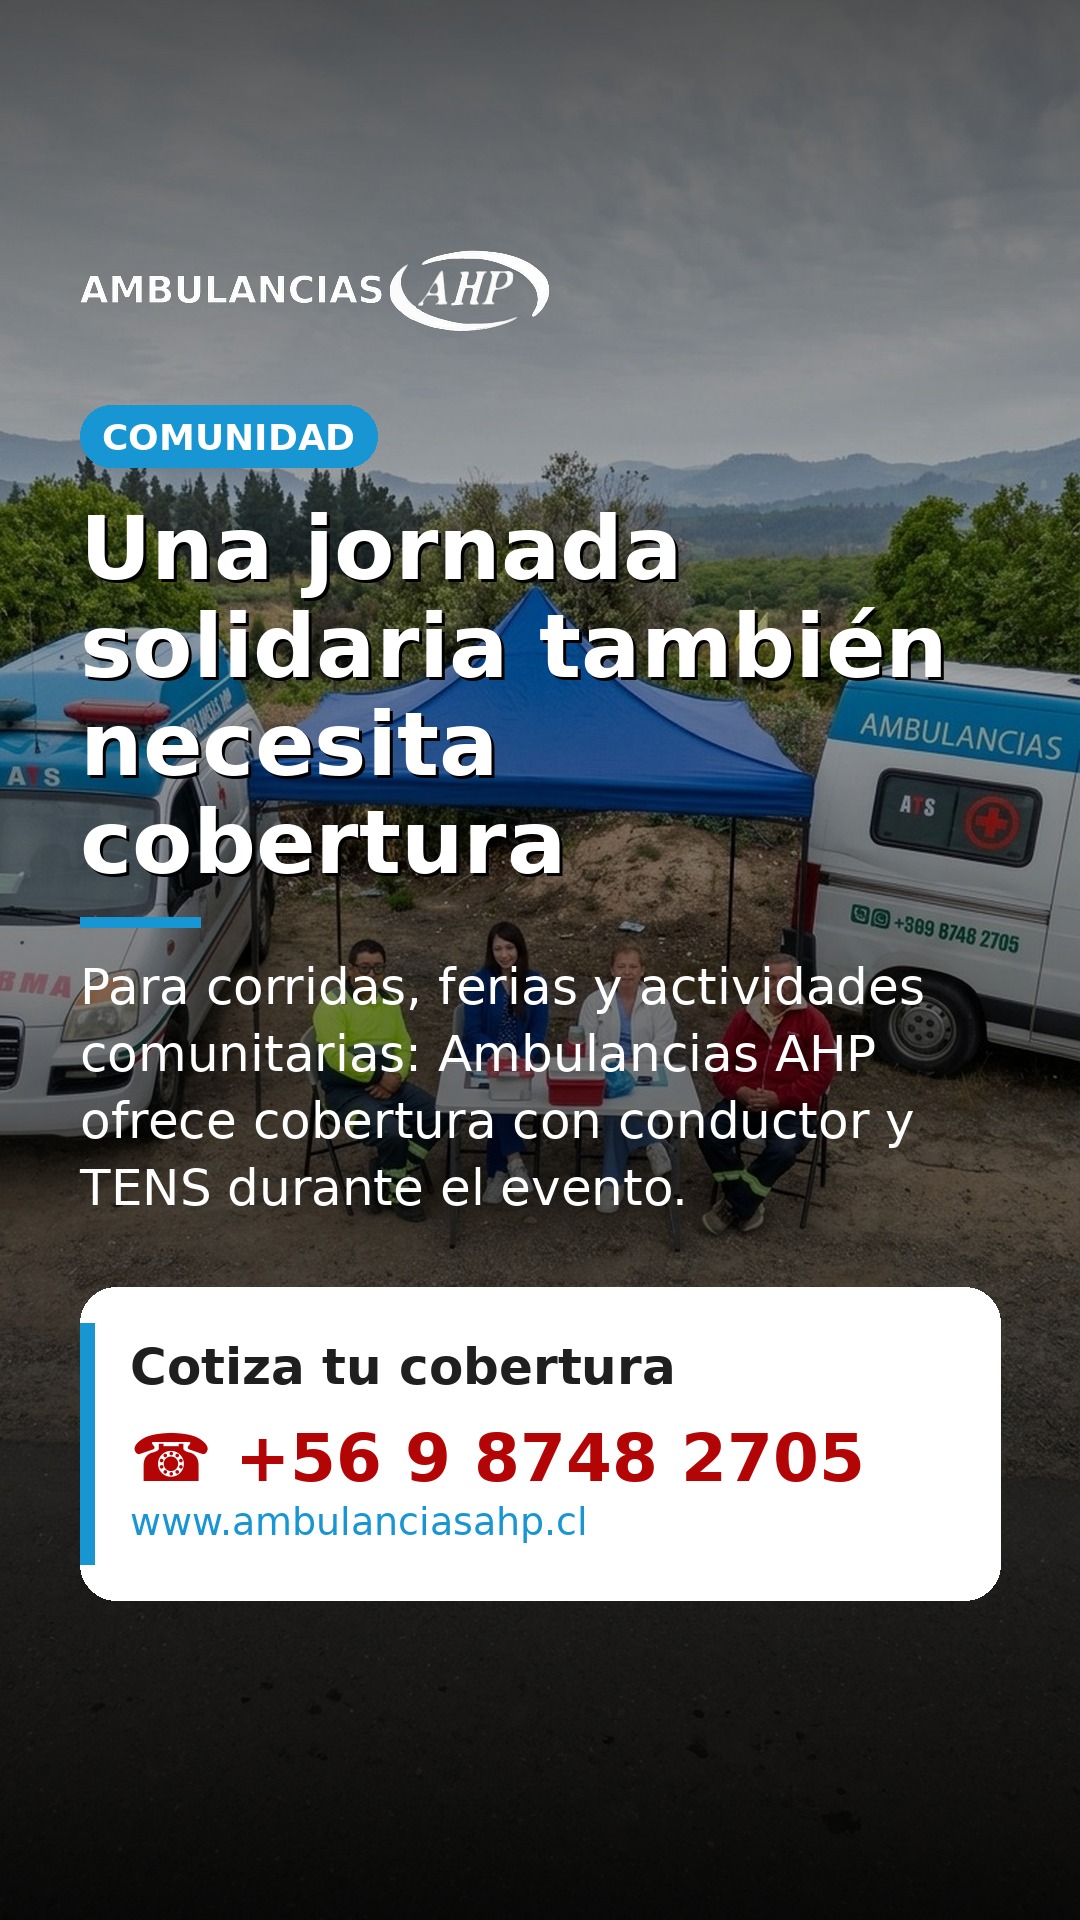 AMBULANCIAS AHP
COMUNIDAD
Una jornada
solidaria también
necesita
cobertura
AMBULANCIAS
ATS
ATS
+389 8748 2705
RMA
Para corridas, ferias y actividades
comunitarias: Ambulancias AHP
ofrece cobertura con conductor y
TENS durante el evento.
Cotiza tu cobertura
☎ +56 9 8748 2705
www.ambulanciasahp.cl